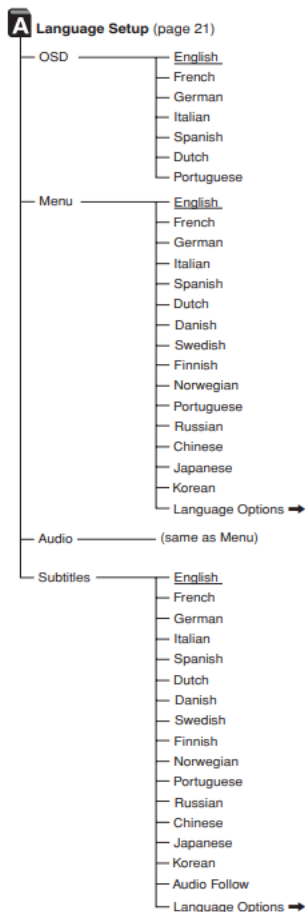 A Language Setup (page 21)
OSD English
French
German
Italian
Spanish
Dutch
Portuguese
Menu English
French
German
Italian
Spanish
Dutch
Danish
Swedish
Finnish
Norwegian
Portuguese
Russian
Chinese
Japanese
Korean
Language Options ➡
Audio (same as Menu)
Subtitles English
French
German
Italian
Spanish
Dutch
Danish
Swedish
Finnish
Norwegian
Portuguese
Russian
Chinese
Japanese
Korean
Audio Follow
Language Options ➡